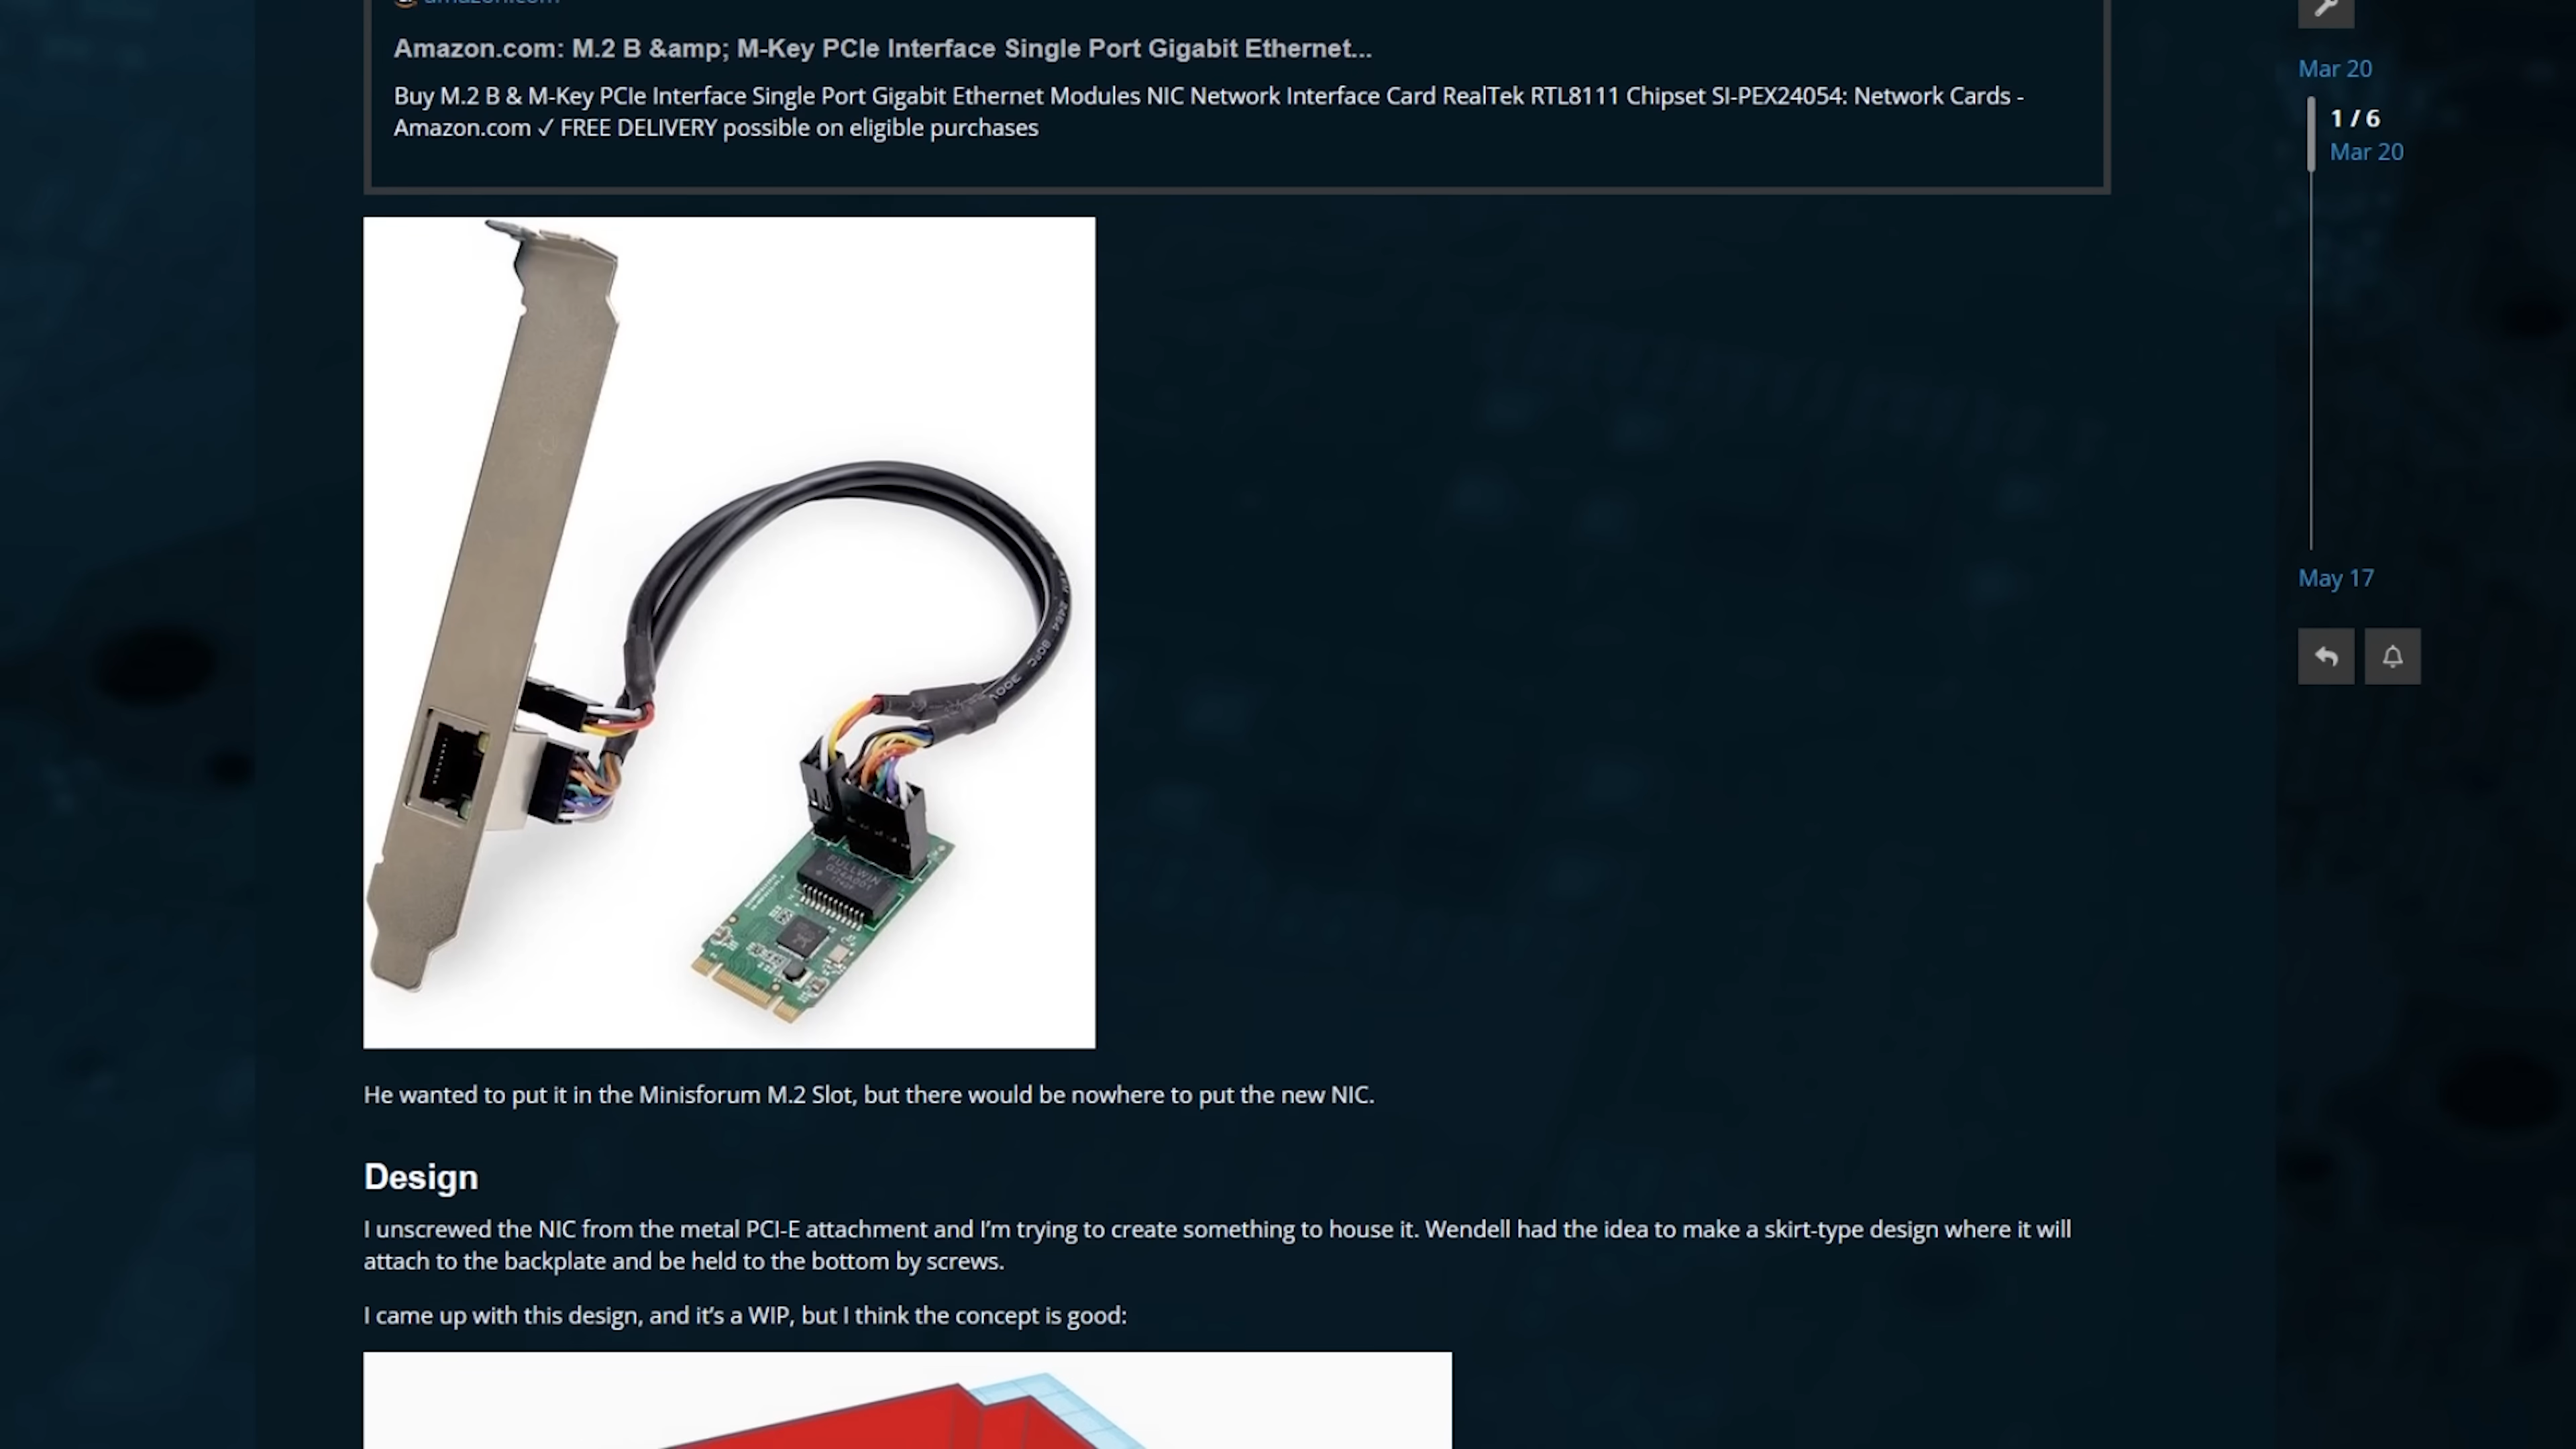 amazon.com
Amazon.com: M.2 B &amp; M-Key PCIe Interface Single Port Gigabit Ethernet...
Buy M.2 B & M-Key PCIe Interface Single Port Gigabit Ethernet Modules NIC Network Interface Card RealTek RTL8111 Chipset SI-PEX24054: Network Cards -
Amazon.com ✓ FREE DELIVERY possible on eligible purchases
Mar 20
1 / 6
Mar 20
May 17
FULLWIN
He wanted to put it in the Minisforum M.2 Slot, but there would be nowhere to put the new NIC.
Design
I unscrewed the NIC from the metal PCI-E attachment and I’m trying to create something to house it. Wendell had the idea to make a skirt-type design where it will
attach to the backplate and be held to the bottom by screws.
I came up with this design, and it’s a WIP, but I think the concept is good: